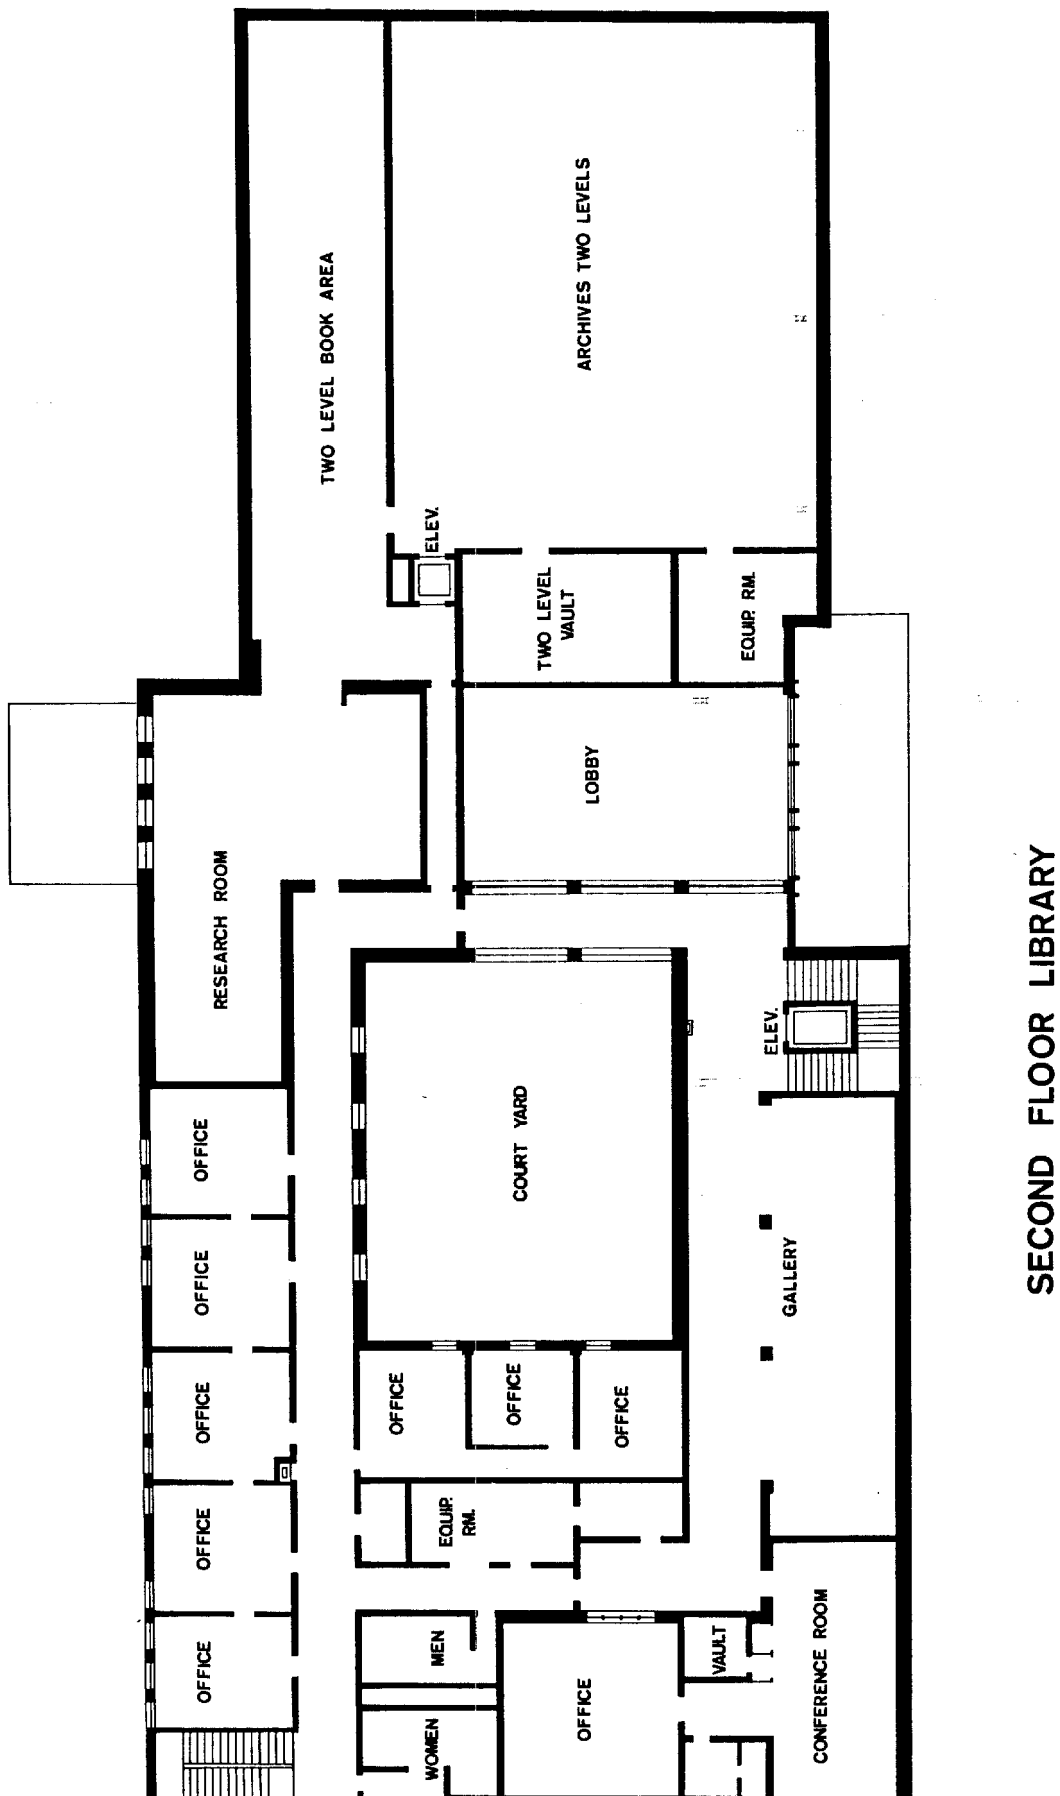 TWO LEVEL BOOK AREA
ARCHIVES TWO LEVELS
ELEV.
TWO LEVEL
VAULT
EQUIP. RM.
LOBBY
RESEARCH ROOM
ELEV.
COURT YARD
GALLERY
OFFICE
OFFICE
OFFICE
OFFICE
OFFICE
OFFICE
OFFICE
OFFICE
EQUIP.
RM.
MEN
WOMEN
OFFICE
VAULT
CONFERENCE ROOM
SECOND FLOOR LIBRARY